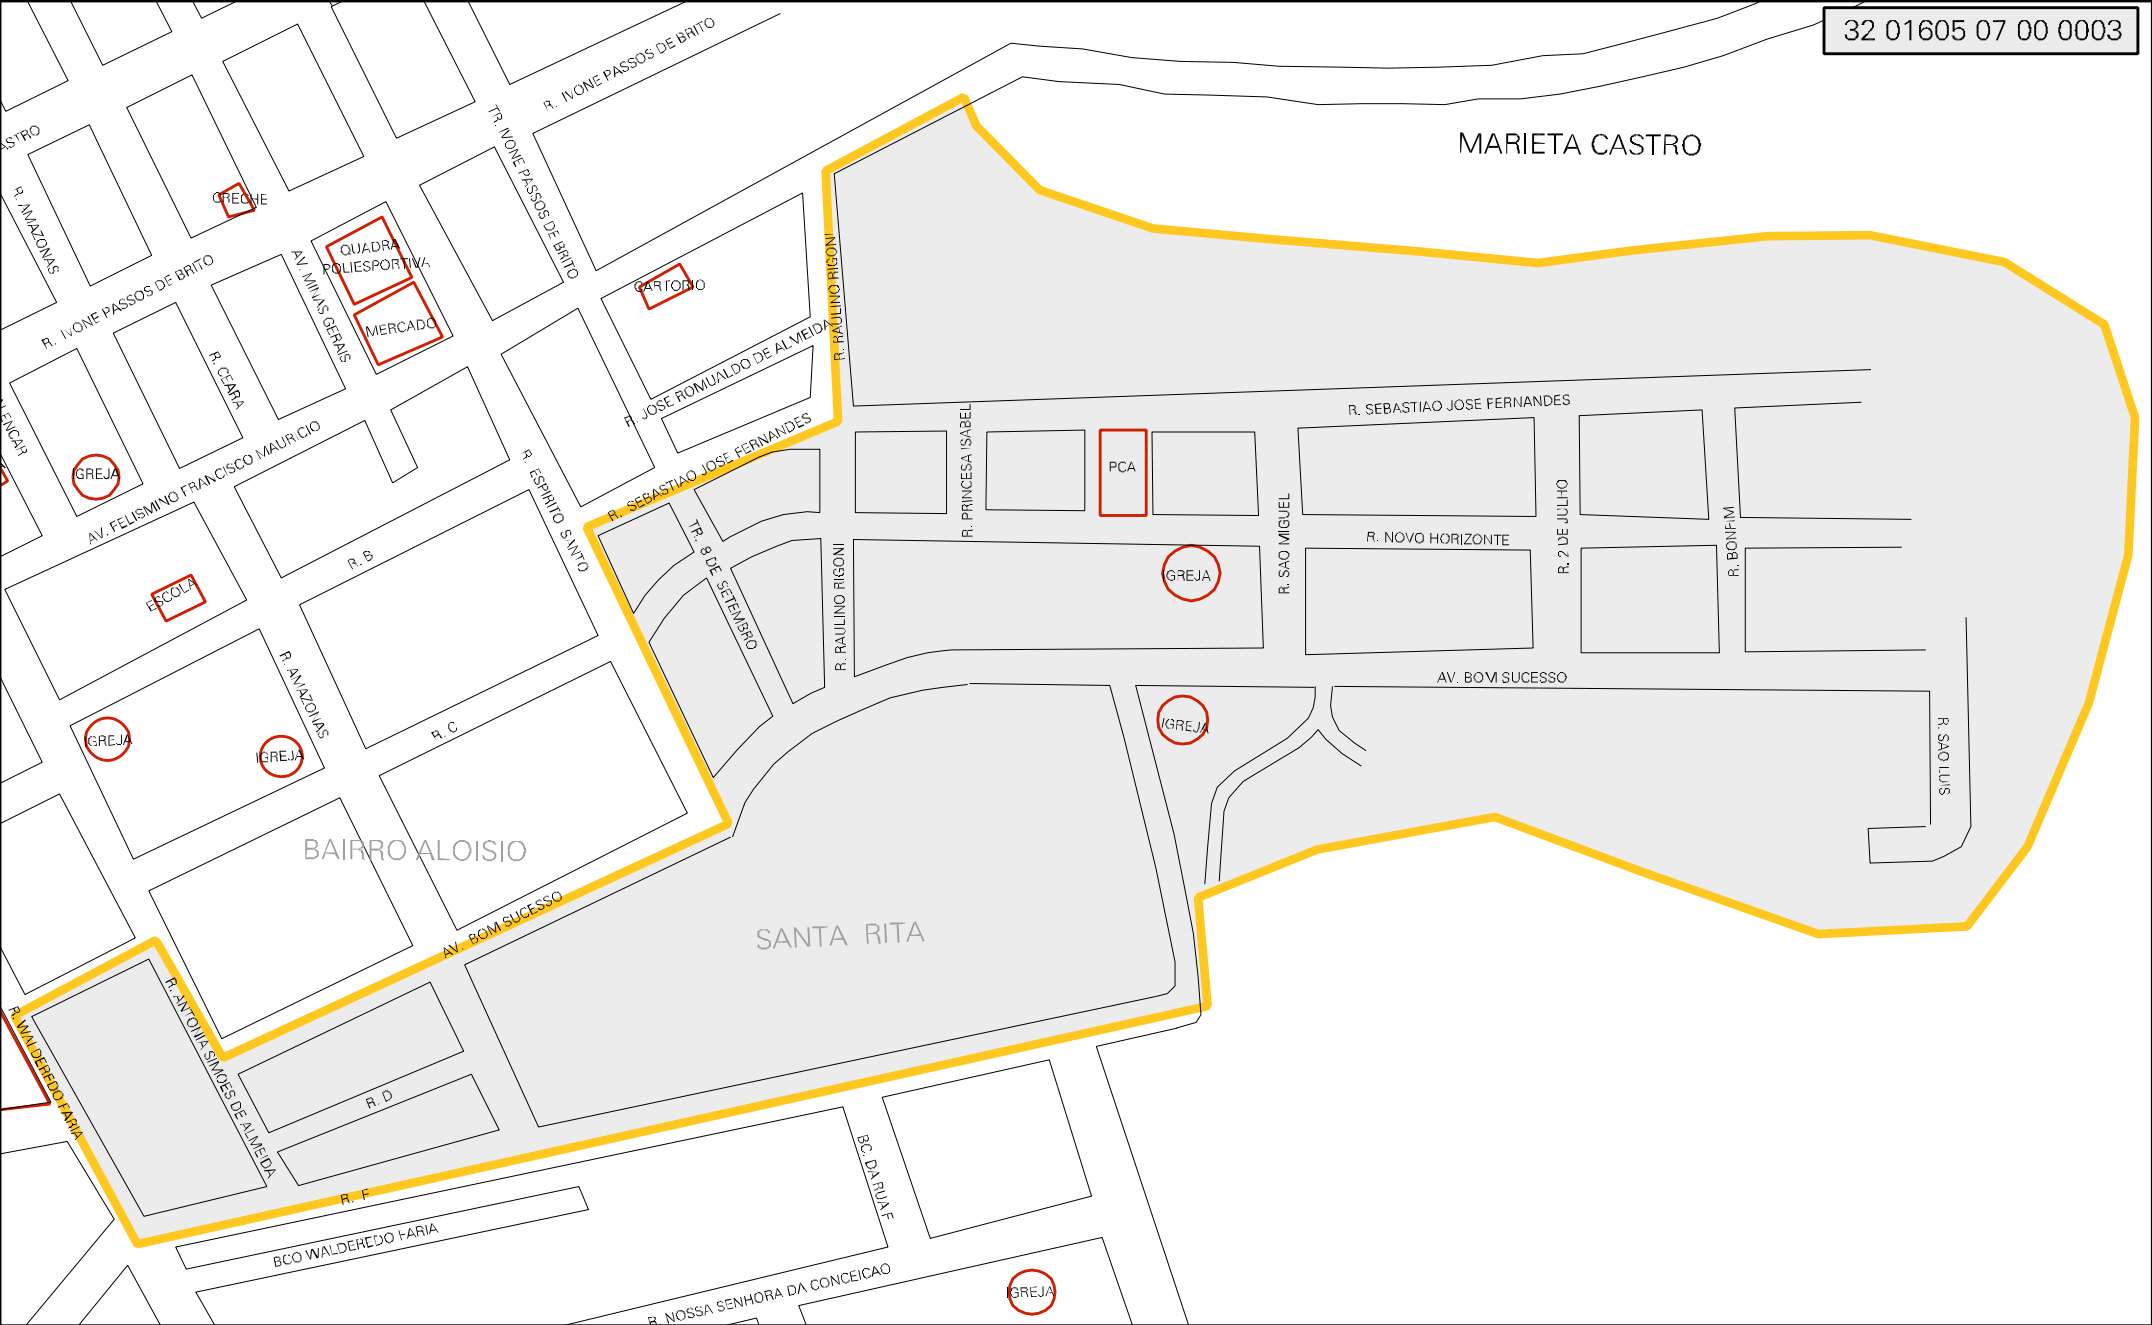 32 01605 07 00 0003
MARIETA CASTRO
R. IVONE PASSOS DE BRITO
TR. IVONE PASSOS DE BRITO
R. AMAZONAS
CRECHE
QUADRA
POLIESPORTIVA
MERCADO
AV. MINAS GERAIS
R. IVONE PASSOS DE BRITO
CARTORIO
R. RAULINO RIGONI
R. JOSE ROMUALDO DE ALMEIDA
R. CEARA
R. SEBASTIAO JOSE FERNANDES
R. SEBASTIAO JOSE FERNANDES
R. PRINCESA ISABEL
PCA
IGREJA
AV. FELISMINO FRANCISCO MAURICIO
R. ESPIRITO SANTO
R. SAO MIGUEL
R. 2 DE JULHO
R. BONFIM
R. NOVO HORIZONTE
TR. 8 DE SETEMBRO
R. RAULINO RIGONI
IGREJA
R. B
ESCOLA
R. AMAZONAS
AV. BOM SUCESSO
IGREJA
R. SAO LUIS
R. C
IGREJA
IGREJA
BAIRRO ALOISIO
SANTA RITA
AV. BOM SUCESSO
R. WALDEREDO FARIA
R. ANTONIA SIMOES DE ALMEIDA
R. D
R. F
BC. DA RUA F
BCO WALDEREDO FARIA
R. NOSSA SENHORA DA CONCEICAO
IGREJA